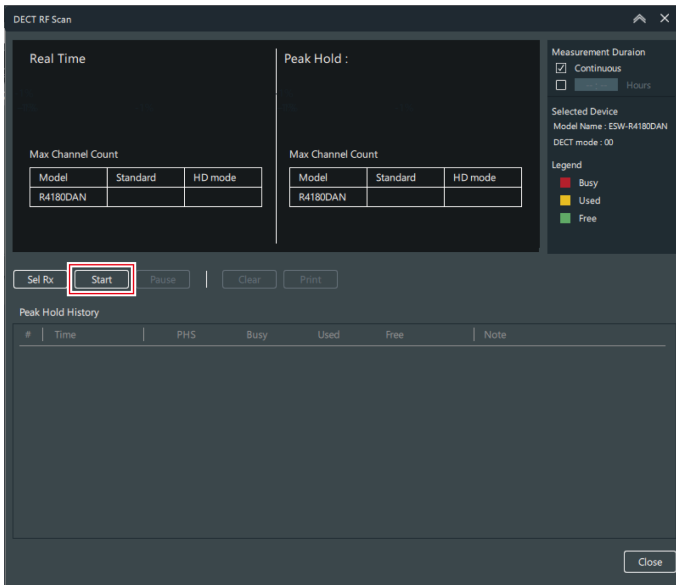 DECT RF Scan
Real Time
Peak Hold :
Max Channel Count
Model Standard HD mode
R4180DAN
Max Channel Count
Model Standard HD mode
R4180DAN
Measurement Duraion
Continuous
Hours
Selected Device
Model Name : ESW-R4180DAN
DECT mode : 00
Legend
Busy
Used
Free
Sel Rx Start Pause Clear Print
Peak Hold History
# Time PHS Busy Used Free Note
Close